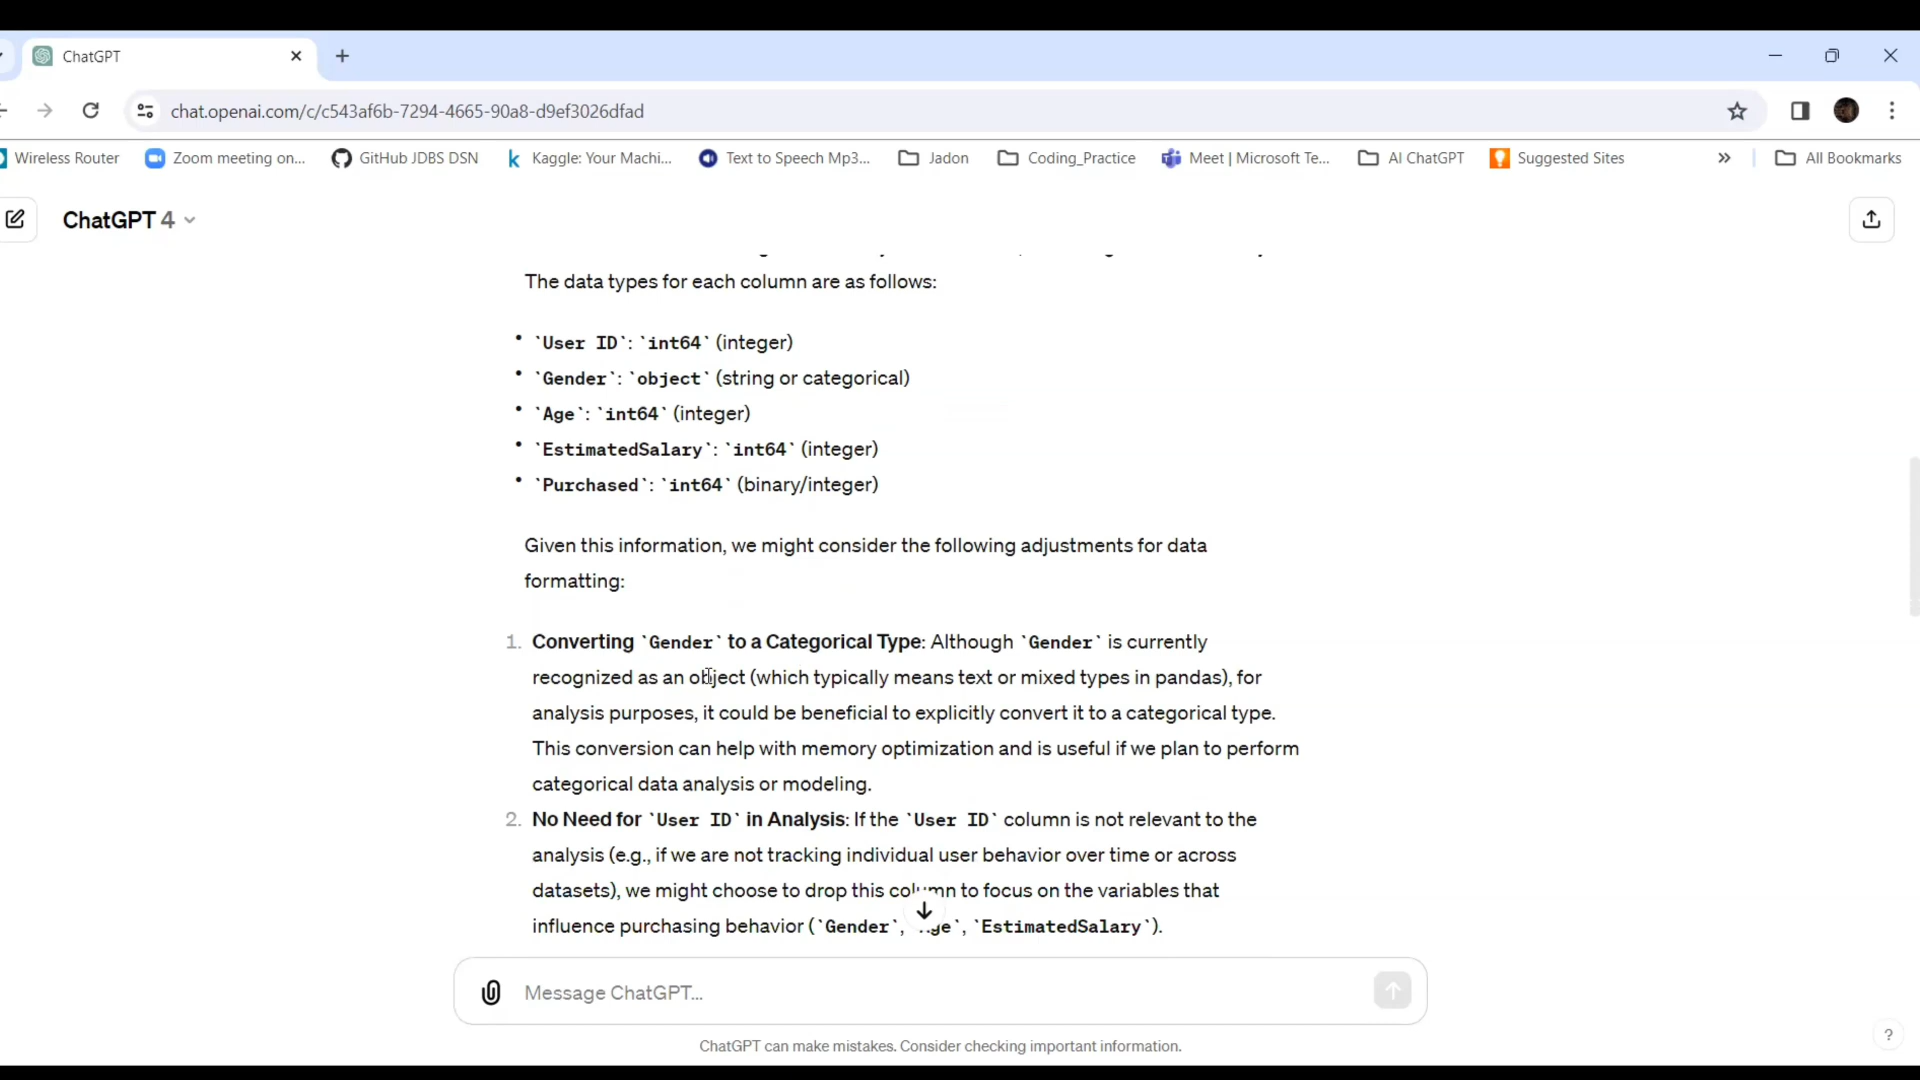 ChatGPT
chat.openai.com/c/c543af6b-7294-4665-90a8-d9ef3026dfad
Wireless Router Zoom meeting on... GitHub JDBS DSN Kaggle: Your Machi... Text to Speech Mp3... Jadon Coding_Practice Meet | Microsoft Te... AI ChatGPT Suggested Sites » All Bookmarks
ChatGPT 4
The data types for each column are as follows:
• `User ID`: `int64` (integer)
• `Gender`: `object` (string or categorical)
• `Age`: `int64` (integer)
• `EstimatedSalary`: `int64` (integer)
• `Purchased`: `int64` (binary/integer)
Given this information, we might consider the following adjustments for data
formatting:
1. Converting `Gender` to a Categorical Type: Although `Gender` is currently
recognized as an object (which typically means text or mixed types in pandas), for
analysis purposes, it could be beneficial to explicitly convert it to a categorical type.
This conversion can help with memory optimization and is useful if we plan to perform
categorical data analysis or modeling.
2. No Need for `User ID` in Analysis: If the `User ID` column is not relevant to the
analysis (e.g., if we are not tracking individual user behavior over time or across
datasets), we might choose to drop this column to focus on the variables that
influence purchasing behavior (`Gender`, `Age`, `EstimatedSalary`).
Message ChatGPT...
ChatGPT can make mistakes. Consider checking important information.
?